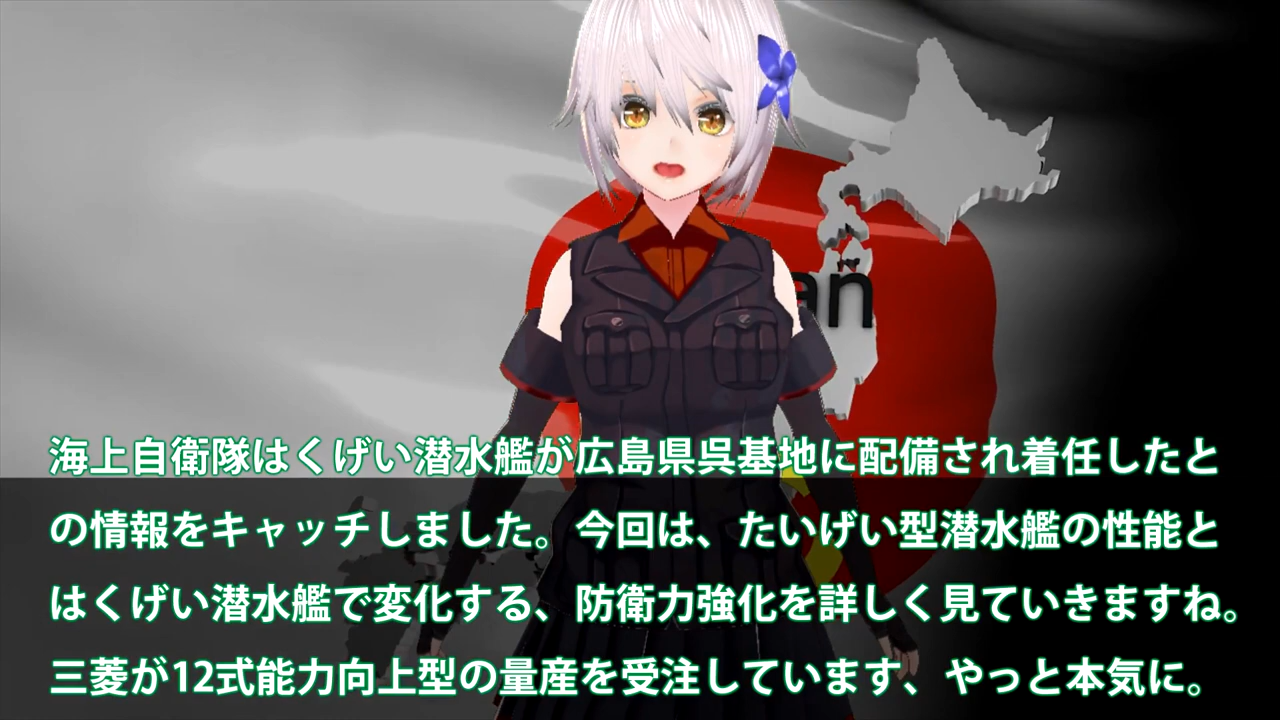 an
海上自衛隊はくげい潜水艦が広島県呉基地に配備され着任したと
の情報をキャッチしました。今回は、たいげい型潜水艦の性能と
はくげい潜水艦で変化する、防衛力強化を詳しく見ていきますね。
三菱が12式能力向上型の量産を受注しています、やっと本気に。